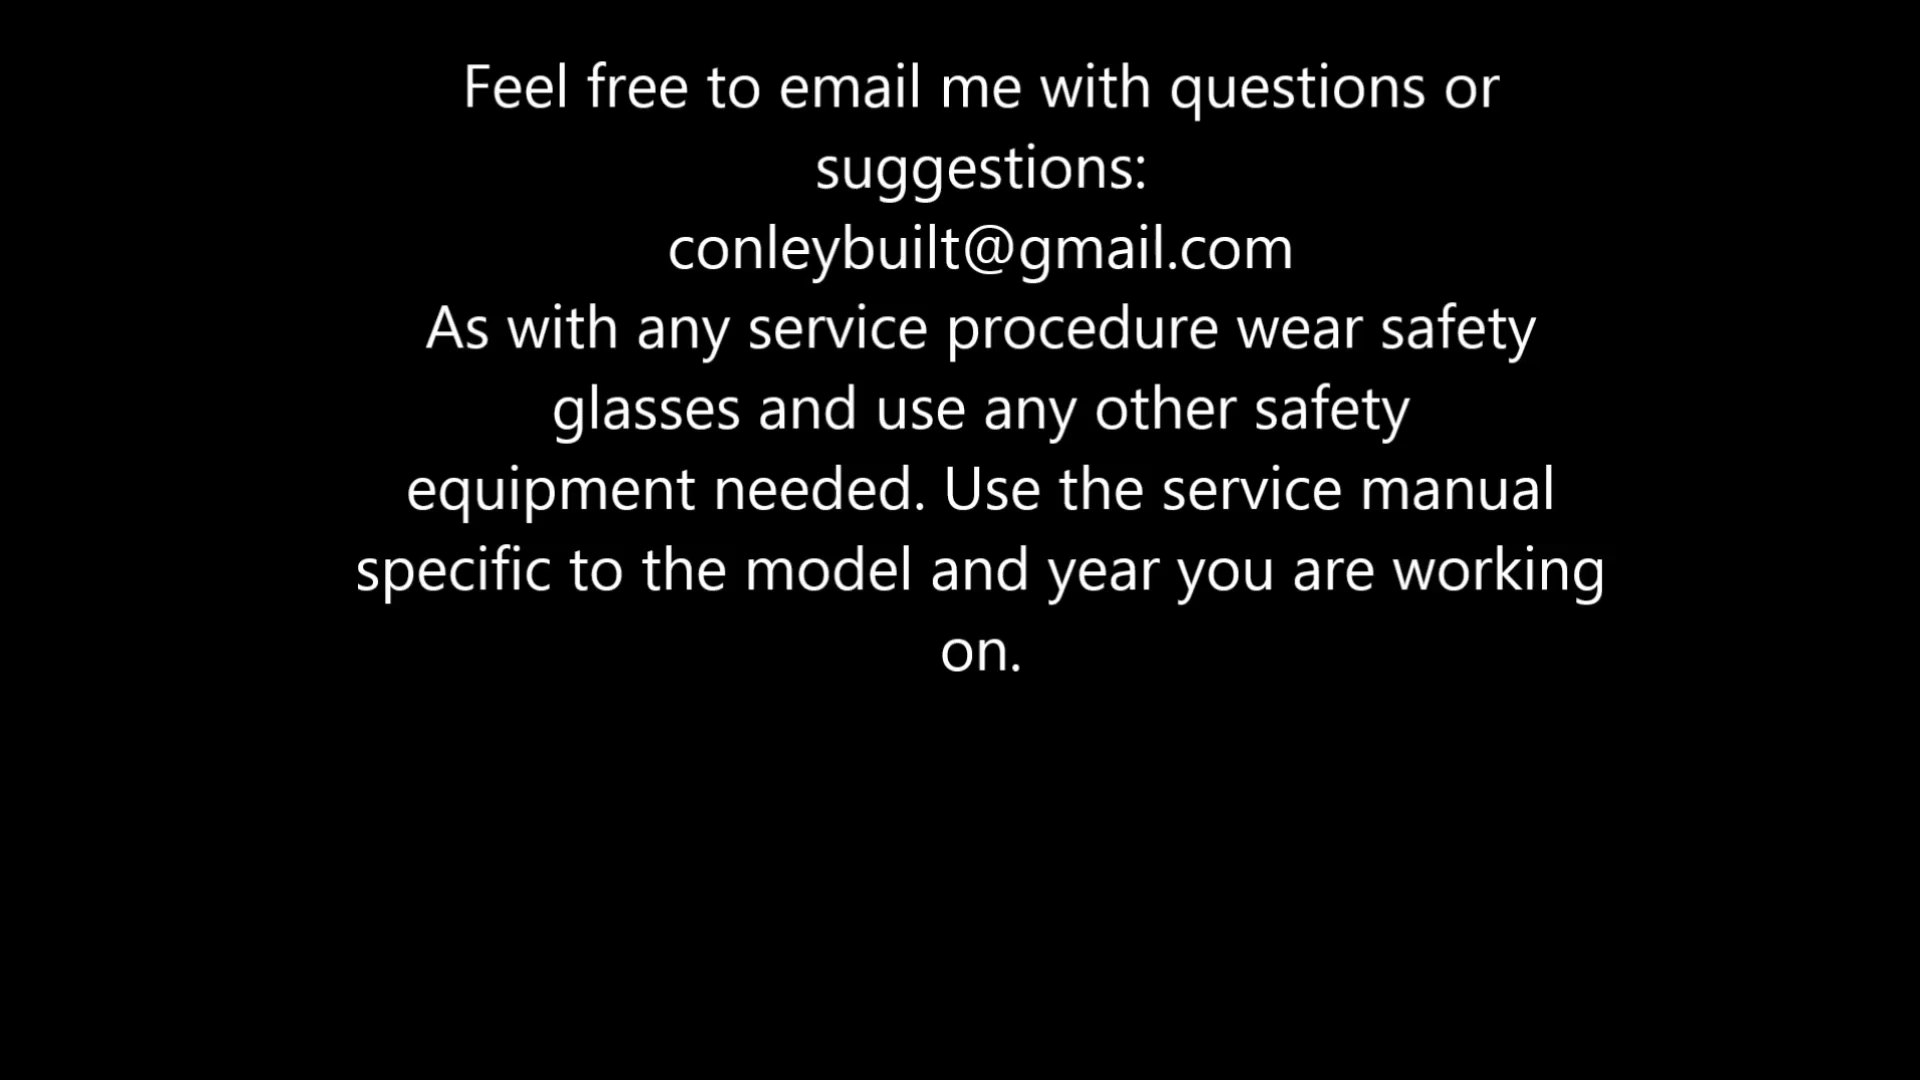 Feel free to email me with questions or
suggestions:
conleybuilt@gmail.com
As with any service procedure wear safety
glasses and use any other safety
equipment needed. Use the service manual
specific to the model and year you are working
on.